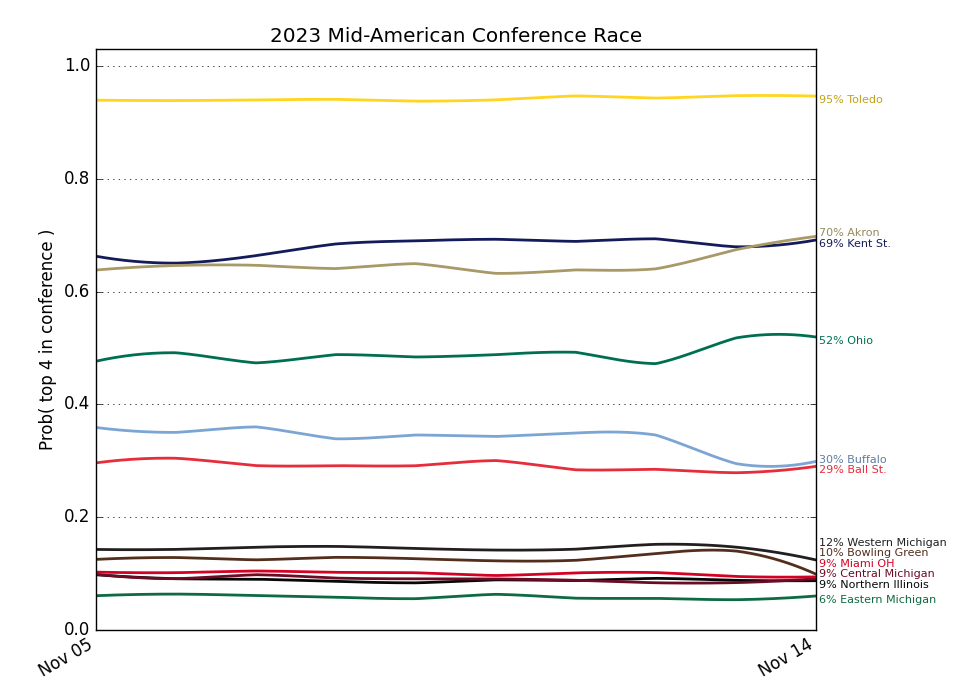 2023 Mid-American Conference Race
Prob( top 4 in conference )
1.0
0.8
0.6
0.4
0.2
0.0
Nov 05
Nov 14
95% Toledo
70% Akron
69% Kent St.
52% Ohio
30% Buffalo
29% Ball St.
12% Western Michigan
10% Bowling Green
9% Miami OH
9% Central Michigan
9% Northern Illinois
6% Eastern Michigan